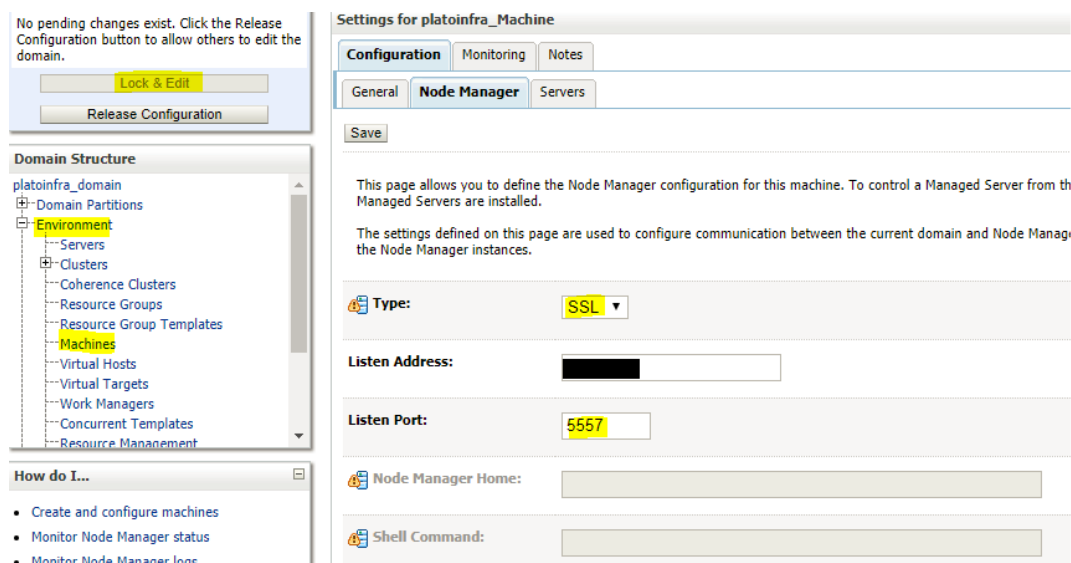 No pending changes exist. Click the Release
Configuration button to allow others to edit the
domain.
Lock & Edit
Release Configuration
Domain Structure
platoinfra_domain
Domain Partitions
Environment
Servers
Clusters
Coherence Clusters
Resource Groups
Resource Group Templates
Machines
Virtual Hosts
Virtual Targets
Work Managers
Concurrent Templates
Resource Management
How do I...
Create and configure machines
Monitor Node Manager status
Monitor Node Manager logs
Settings for platoinfra_Machine
Configuration Monitoring Notes
General Node Manager Servers
Save
This page allows you to define the Node Manager configuration for this machine. To control a Managed Server from th
Managed Servers are installed.
The settings defined on this page are used to configure communication between the current domain and Node Manage
the Node Manager instances.
Type: SSL
Listen Address:
Listen Port: 5557
Node Manager Home:
Shell Command: